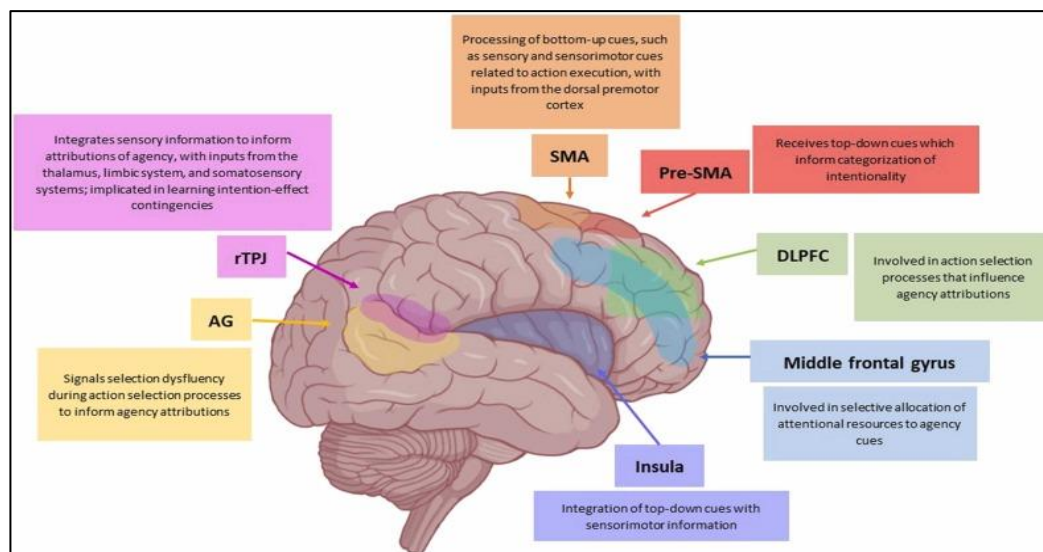 Processing of bottom-up cues, such
as sensory and sensorimotor cues
related to action execution, with
inputs from the dorsal premotor
cortex
SMA
Integrates sensory information to inform
attributions of agency, with inputs from the
thalamus, limbic system, and somatosensory
systems; implicated in learning intention-effect
contingencies
rTPJ
Pre-SMA
Receives top-down cues which
inform categorization of
intentionality
DLPFC
Involved in action selection
processes that influence
agency attributions
AG
Signals selection dysfluency
during action selection processes
to inform agency attributions
Middle frontal gyrus
Involved in selective allocation of
attentional resources to agency
cues
Insula
Integration of top-down cues with
sensorimotor information